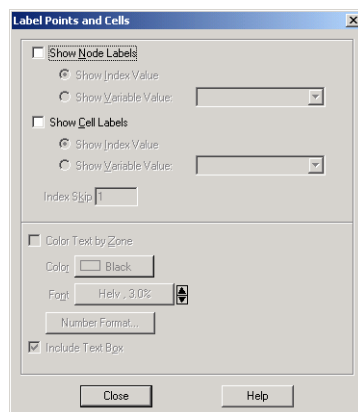 Label Points and Cells
Show Node Labels
Show Index Value
Show Variable Value:
Show Cell Labels
Show Index Value
Show Variable Value:
Index Skip 1
Color Text by Zone
Color Black
Font Helv , 3.0%
Number Format...
Include Text Box
Close Help